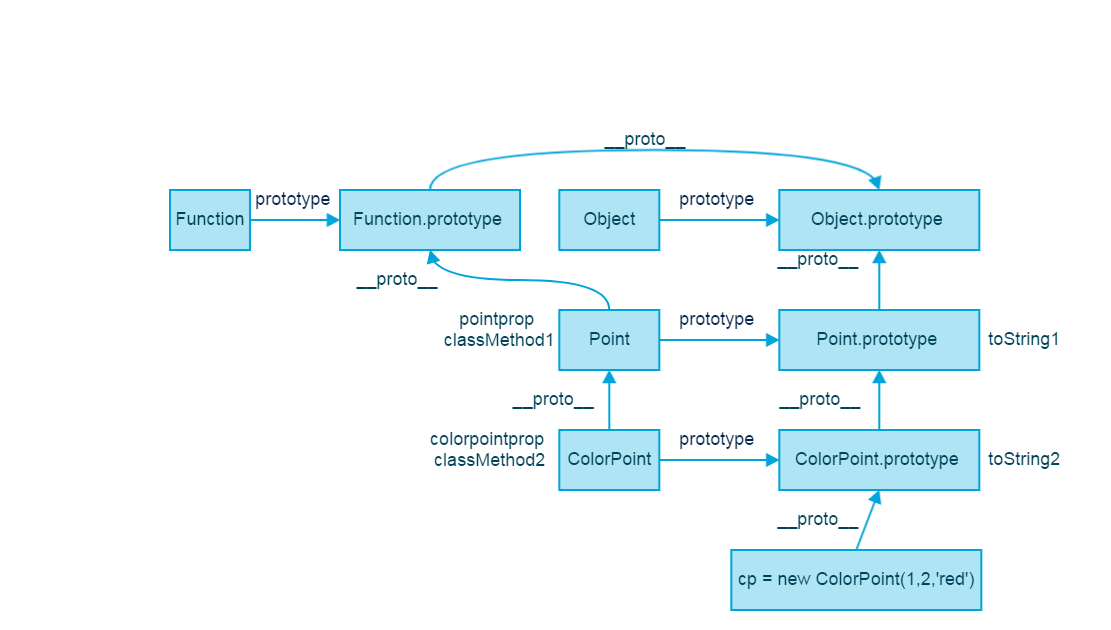 __proto__
Function
prototype
Function.prototype
Object
prototype
Object.prototype
__proto__
__proto__
pointprop
classMethod1
Point
prototype
Point.prototype
toString1
__proto__
__proto__
colorpointprop
classMethod2
ColorPoint
prototype
ColorPoint.prototype
toString2
__proto__
cp = new ColorPoint(1,2,'red')